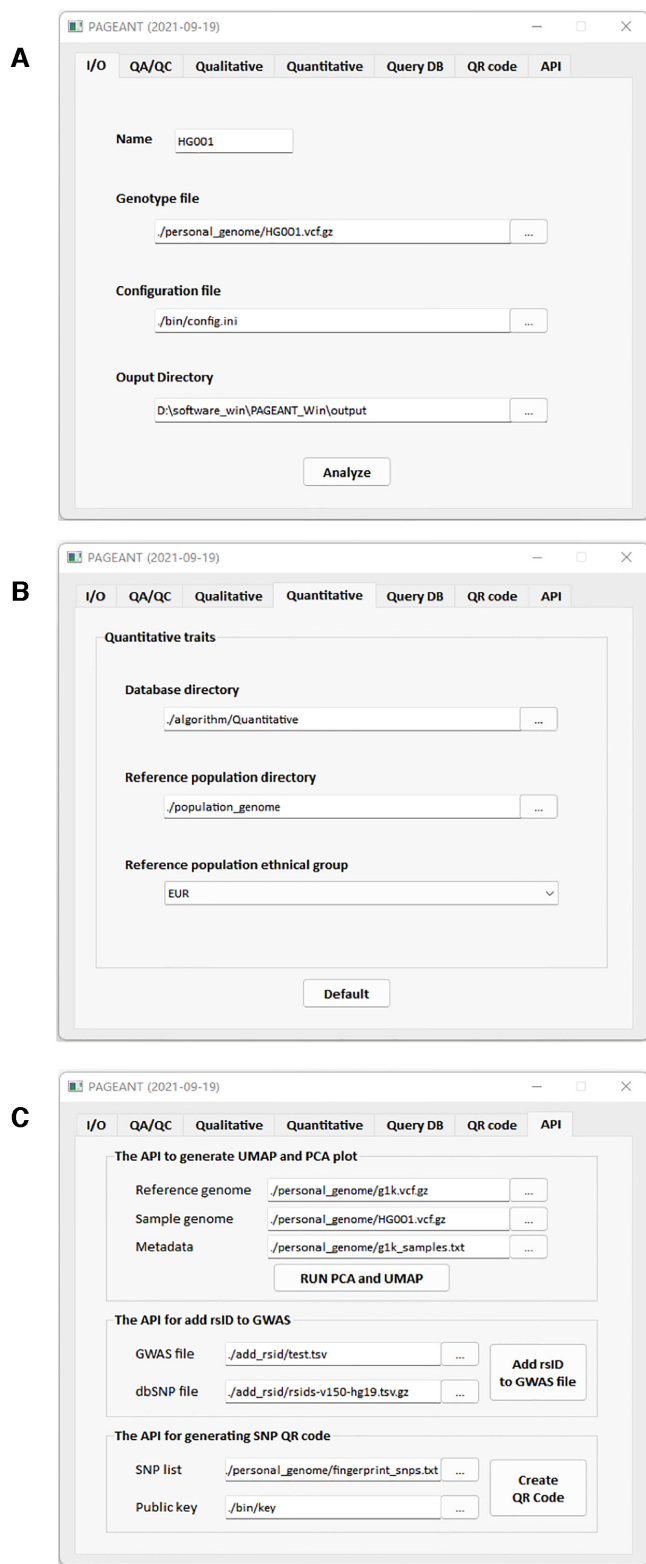 A
PAGEANT (2021-09-19)
I/O QA/QC Qualitative Quantitative Query DB QR code API
Name HG001
Genotype file
./personal_genome/HG001.vcf.gz ...
Configuration file
./bin/config.ini ...
Ouput Directory
D:\software_win\PAGEANT_Win\output ...
Analyze
B
PAGEANT (2021-09-19)
I/O QA/QC Qualitative Quantitative Query DB QR code API
Quantitative traits
Database directory
./algorithm/Quantitative ...
Reference population directory
./population_genome ...
Reference population ethnical group
EUR
Default
C
PAGEANT (2021-09-19)
I/O QA/QC Qualitative Quantitative Query DB QR code API
The API to generate UMAP and PCA plot
Reference genome ./personal_genome/g1k.vcf.gz ...
Sample genome ./personal_genome/HG001.vcf.gz ...
Metadata ./personal_genome/g1k_samples.txt ...
RUN PCA and UMAP
The API for add rsID to GWAS
GWAS file ./add_rsid/test.tsv ...
dbSNP file ./add_rsid/rsids-v150-hg19.tsv.gz ...
Add rsID
to GWAS file
The API for generating SNP QR code
SNP list ./personal_genome/fingerprint_snps.txt ...
Public key ./bin/key ...
Create
QR Code